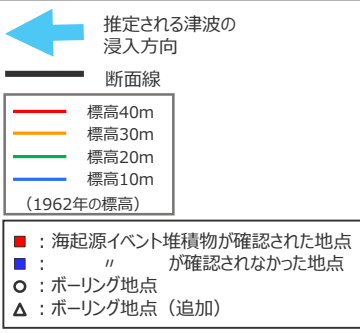 推定される津波の
浸入方向
断面線
標高40m
標高30m
標高20m
標高10m
（1962年の標高）
：海起源イベント堆積物が確認された地点
：　　〃　　が確認されなかった地点
：ボーリング地点
：ボーリング地点（追加）